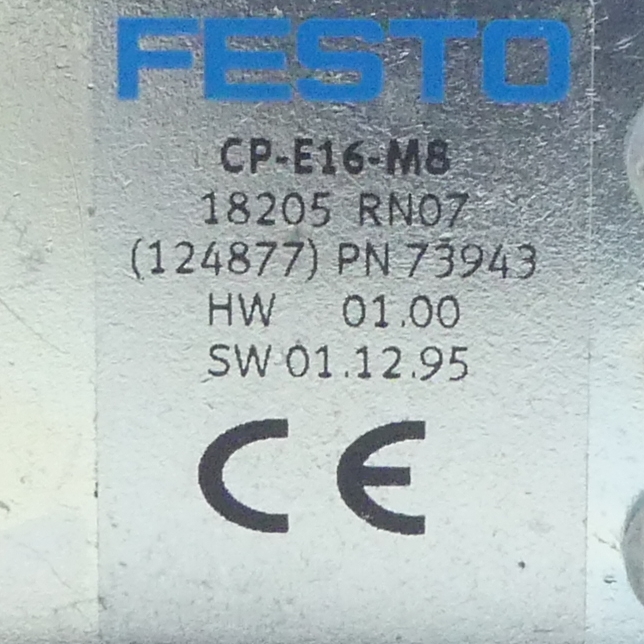 FESTO
CP-E16-M8
18205 RN07
(124877) PN 73943
HW 01.00
SW 01.12.95
CE